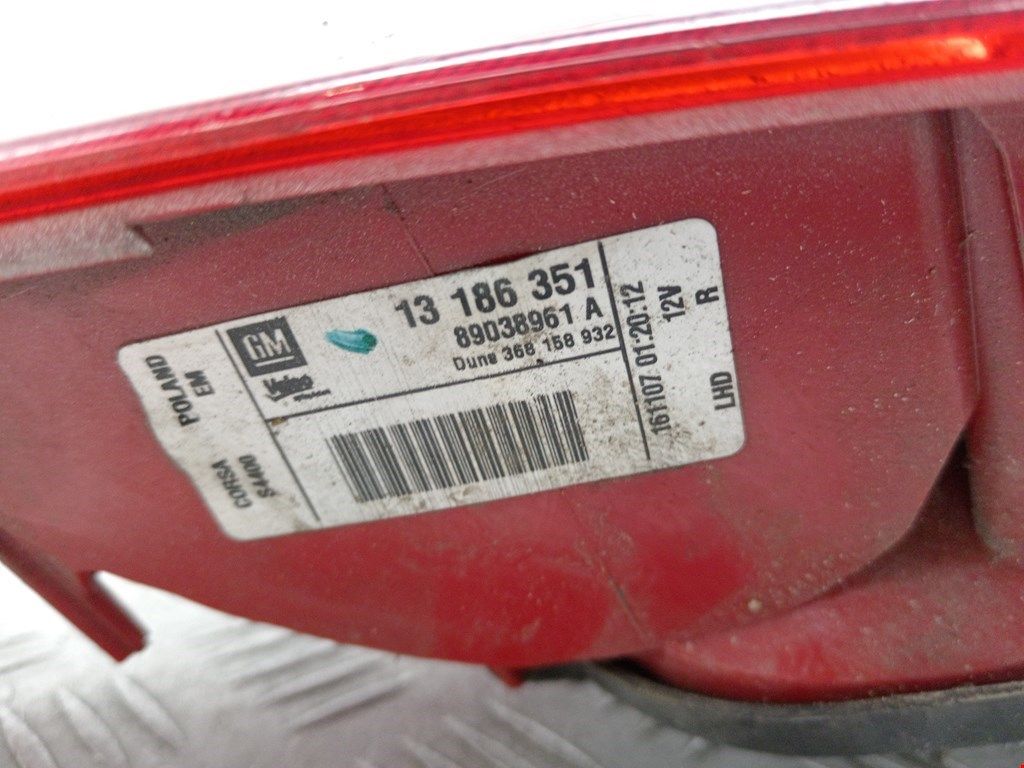 POLAND
EM
CORSA
S4400
GM
Valeo
13 186 351
89038961 A
Duns 368 158 932
161107 01:20:12
12V
R
LHD